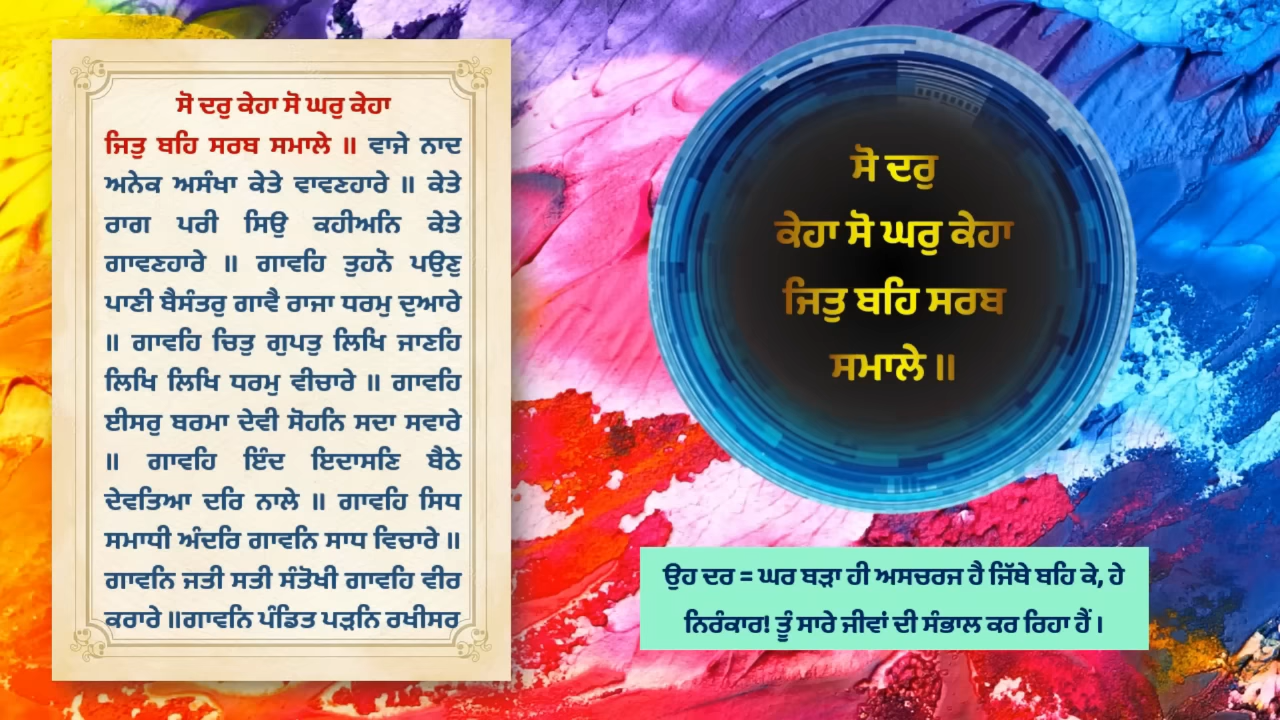 ਸੋ ਦਰੁ ਕੇਹਾ ਸੋ ਘਰੁ ਕੇਹਾ
ਜਿਤੁ ਬਹਿ ਸਰਬ ਸਮਾਲੇ ॥ ਵਾਜੇ ਨਾਦ
ਅਨੇਕ ਅਸੰਖਾ ਕੇਤੇ ਵਾਵਣਹਾਰੇ ॥ ਕੇਤੇ
ਰਾਗ ਪਰੀ ਸਿਉ ਕਹੀਅਨਿ ਕੇਤੇ
ਗਾਵਣਹਾਰੇ ॥ ਗਾਵਹਿ ਤੁਹਨੋ ਪਉਣੁ
ਪਾਣੀ ਬੈਸੰਤਰੁ ਗਾਵੈ ਰਾਜਾ ਧਰਮੁ ਦੁਆਰੇ
॥ ਗਾਵਹਿ ਚਿਤੁ ਗੁਪਤੁ ਲਿਖਿ ਜਾਣਹਿ
ਲਿਖਿ ਲਿਖਿ ਧਰਮੁ ਵੀਚਾਰੇ ॥ ਗਾਵਹਿ
ਈਸਰੁ ਬਰਮਾ ਦੇਵੀ ਸੋਹਨਿ ਸਦਾ ਸਵਾਰੇ
॥ ਗਾਵਹਿ ਇੰਦ ਇਦਾਸਣਿ ਬੈਠੇ
ਦੇਵਤਿਆ ਦਰਿ ਨਾਲੇ ॥ ਗਾਵਹਿ ਸਿਧ
ਸਮਾਧੀ ਅੰਦਰਿ ਗਾਵਨਿ ਸਾਧ ਵਿਚਾਰੇ ॥
ਗਾਵਨਿ ਜਤੀ ਸਤੀ ਸੰਤੋਖੀ ਗਾਵਹਿ ਵੀਰ
ਕਰਾਰੇ ॥ਗਾਵਨਿ ਪੰਡਿਤ ਪੜਨਿ ਰਖੀਸਰ
ਸੋ ਦਰੁ
ਕੇਹਾ ਸੋ ਘਰੁ ਕੇਹਾ
ਜਿਤੁ ਬਹਿ ਸਰਬ
ਸਮਾਲੇ ॥
ਉਹ ਦਰ = ਘਰ ਬੜਾ ਹੀ ਅਸਚਰਜ ਹੈ ਜਿੱਥੇ ਬਹਿ ਕੇ, ਹੇ
ਨਿਰੰਕਾਰ! ਤੂੰ ਸਾਰੇ ਜੀਵਾਂ ਦੀ ਸੰਭਾਲ ਕਰ ਰਿਹਾ ਹੈਂ ।